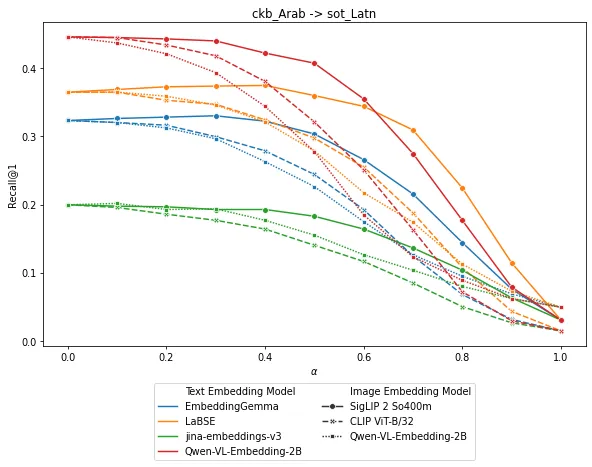 ckb_Arab -> sot_Latn
Recall@1
0.4
0.3
0.2
0.1
0.0
0.0 0.2 0.4 0.6 0.8 1.0
α
Text Embedding Model Image Embedding Model
EmbeddingGemma SigLIP 2 So400m
LaBSE CLIP ViT-B/32
jina-embeddings-v3 Qwen-VL-Embedding-2B
Qwen-VL-Embedding-2B